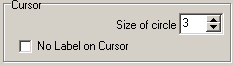 Cursor
Size of circle 3
No Label on Cursor